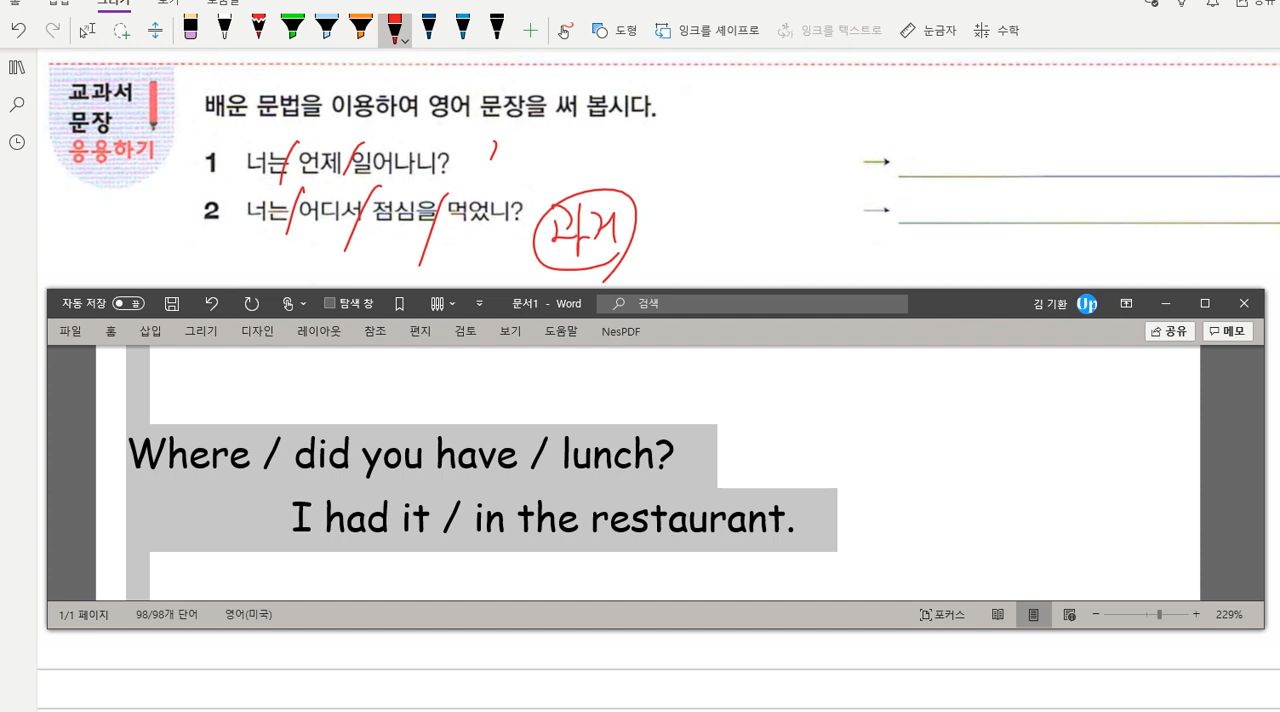 그리기
도형
잉크를 셰이프로
잉크를 텍스트로
눈금자
수학
교과서
문장
응용하기
배운 문법을 이용하여 영어 문장을 써 봅시다.
1 너는 / 언제 / 일어나니?
2 너는 / 어디서 / 점심을 / 먹었니? 과거
자동 저장
탐색 창
문서1 - Word
검색
김 기환
Up
파일 홈 삽입 그리기 디자인 레이아웃 참조 편지 검토 보기 도움말 NesPDF
공유 메모
Where / did you have / lunch?
I had it / in the restaurant.
1/1 페이지 98/98개 단어 영어(미국)
포커스
229%